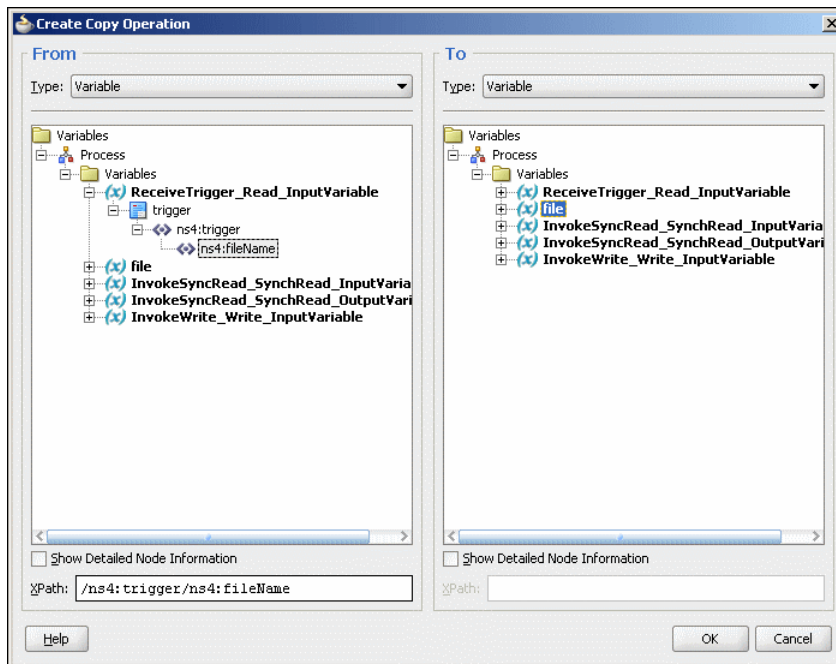 Create Copy Operation
From
Type: Variable
Variables
Process
Variables
ReceiveTrigger_Read_InputVariable
trigger
ns4:trigger
ns4:fileName
file
InvokeSyncRead_SynchRead_InputVaria
InvokeSyncRead_SynchRead_OutputVari
InvokeWrite_Write_InputVariable
Show Detailed Node Information
XPath: /ns4:trigger/ns4:fileName
To
Type: Variable
Variables
Process
Variables
ReceiveTrigger_Read_InputVariable
file
InvokeSyncRead_SynchRead_InputVaria
InvokeSyncRead_SynchRead_OutputVari
InvokeWrite_Write_InputVariable
Show Detailed Node Information
XPath:
Help
OK
Cancel